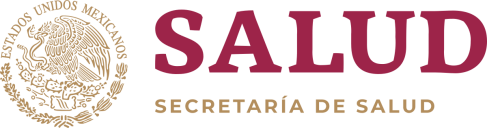 ESTADOS UNIDOS MEXICANOS
SALUD
SECRETARÍA DE SALUD